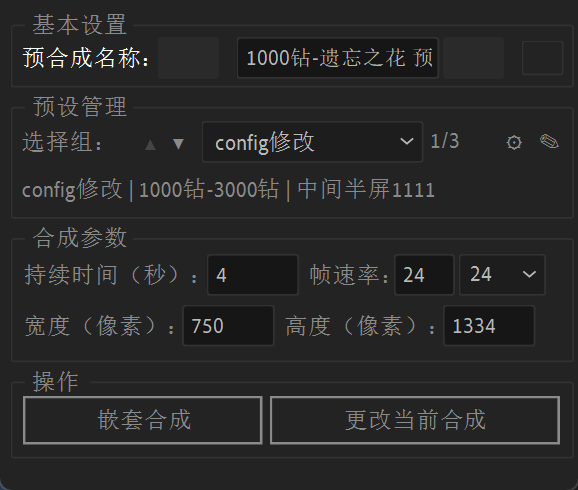 基本设置
预合成名称： 1000钻-遗忘之花 预
预设管理
选择组： ▲ ▼ config修改 1/3
config修改 | 1000钻-3000钻 | 中间半屏1111
合成参数
持续时间（秒）： 4 帧速率： 24 24
宽度（像素）： 750 高度（像素）： 1334
操作
嵌套合成 更改当前合成